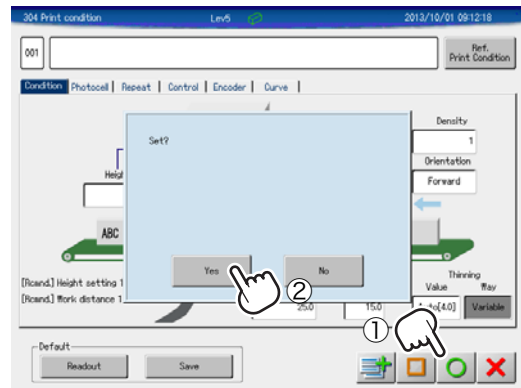 304 Print condition Lev5 2013/10/01 09:12:18
001
Ref.
Print Condition
Condition Photocell Repeat Control Encoder Curve
Density
1
Orientation
Forward
Set?
ABC
Yes No
②
[Rcmnd.] Height setting 1
[Rcmnd.] Work distance 1
25.0 15.0
Thinning
Value Way
Variable
①
Default
Readout Save